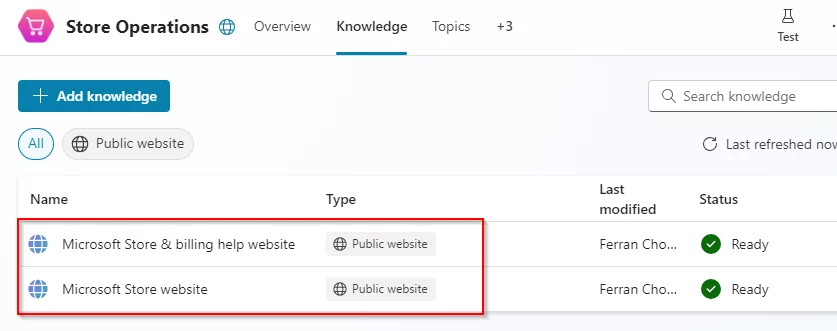 Store Operations Overview Knowledge Topics +3 Test
Add knowledge Search knowledge
All Public website Last refreshed now
Name Type Last modified Status
Microsoft Store & billing help website Public website Ferran Cho... Ready
Microsoft Store website Public website Ferran Cho... Ready